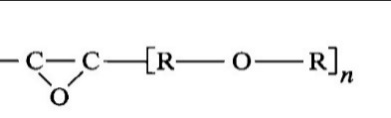 — C — C — [R — O — R]n
O